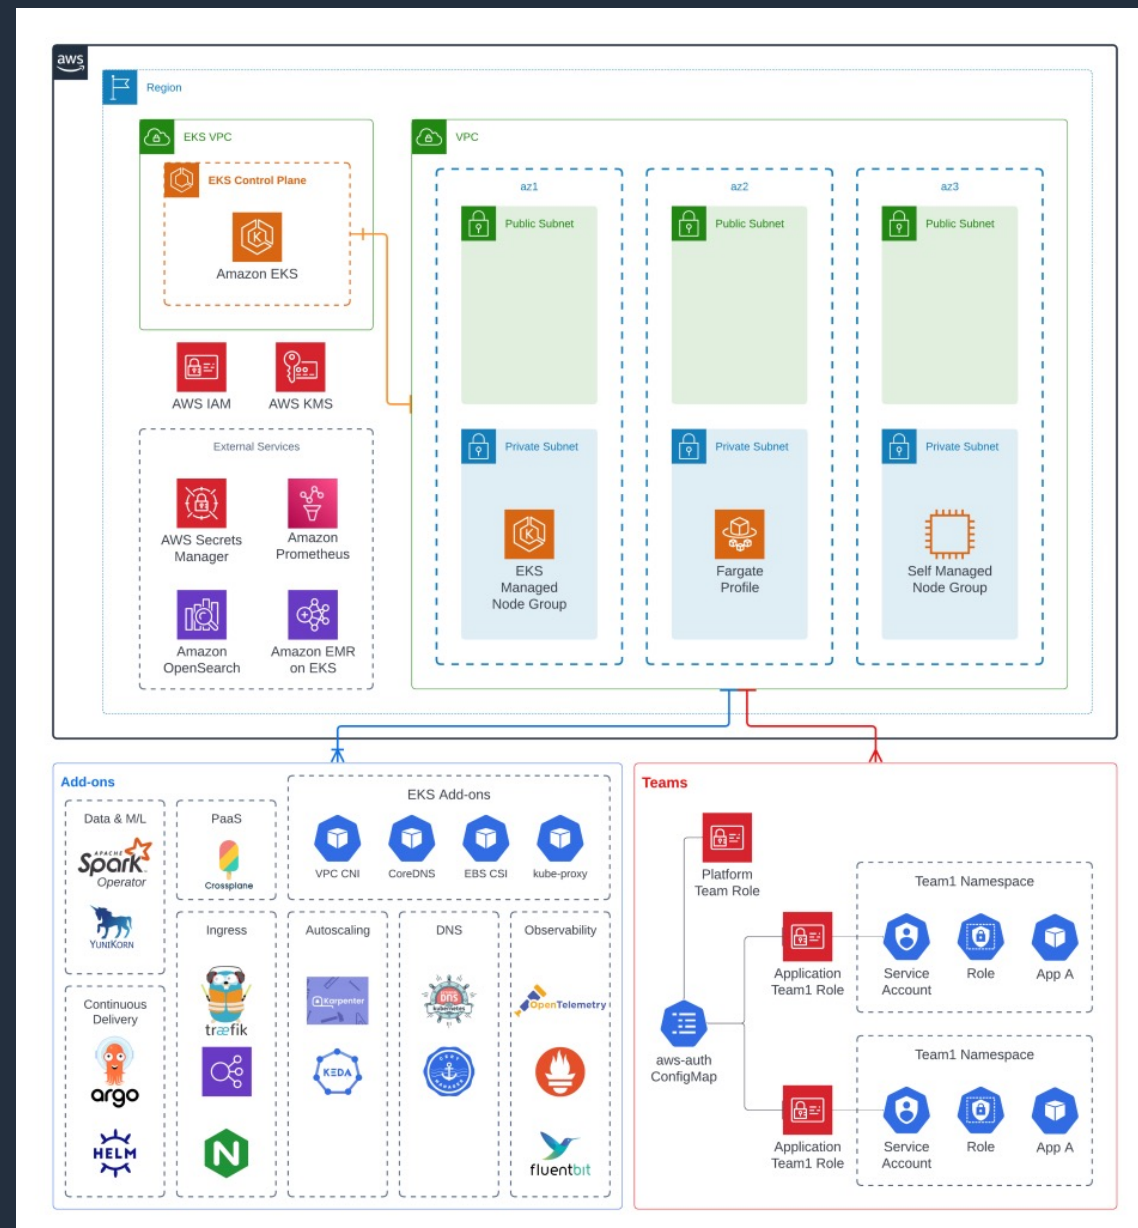 aws
Region
EKS VPC
EKS Control Plane
Amazon EKS
AWS IAM
AWS KMS
External Services
AWS Secrets
Manager
Amazon
Prometheus
Amazon
OpenSearch
Amazon EMR
on EKS
VPC
az1
Public Subnet
Private Subnet
EKS
Managed
Node Group
az2
Public Subnet
Private Subnet
Fargate
Profile
az3
Public Subnet
Private Subnet
Self Managed
Node Group
Add-ons
Data & M/L
APACHE
Spark
Operator
YUNIKORN
PaaS
Crossplane
EKS Add-ons
VPC CNI
CoreDNS
EBS CSI
kube-proxy
Continuous
Delivery
argo
HELM
Ingress
træfik
N
Autoscaling
Karpenter
KEDA
DNS
DNS
kubernetes
CERT
MANAGER
Observability
OpenTelemetry
fluentbit
Teams
Platform
Team Role
aws-auth
ConfigMap
Application
Team1 Role
Team1 Namespace
Service
Account
Role
App A
Application
Team1 Role
Team1 Namespace
Service
Account
Role
App A